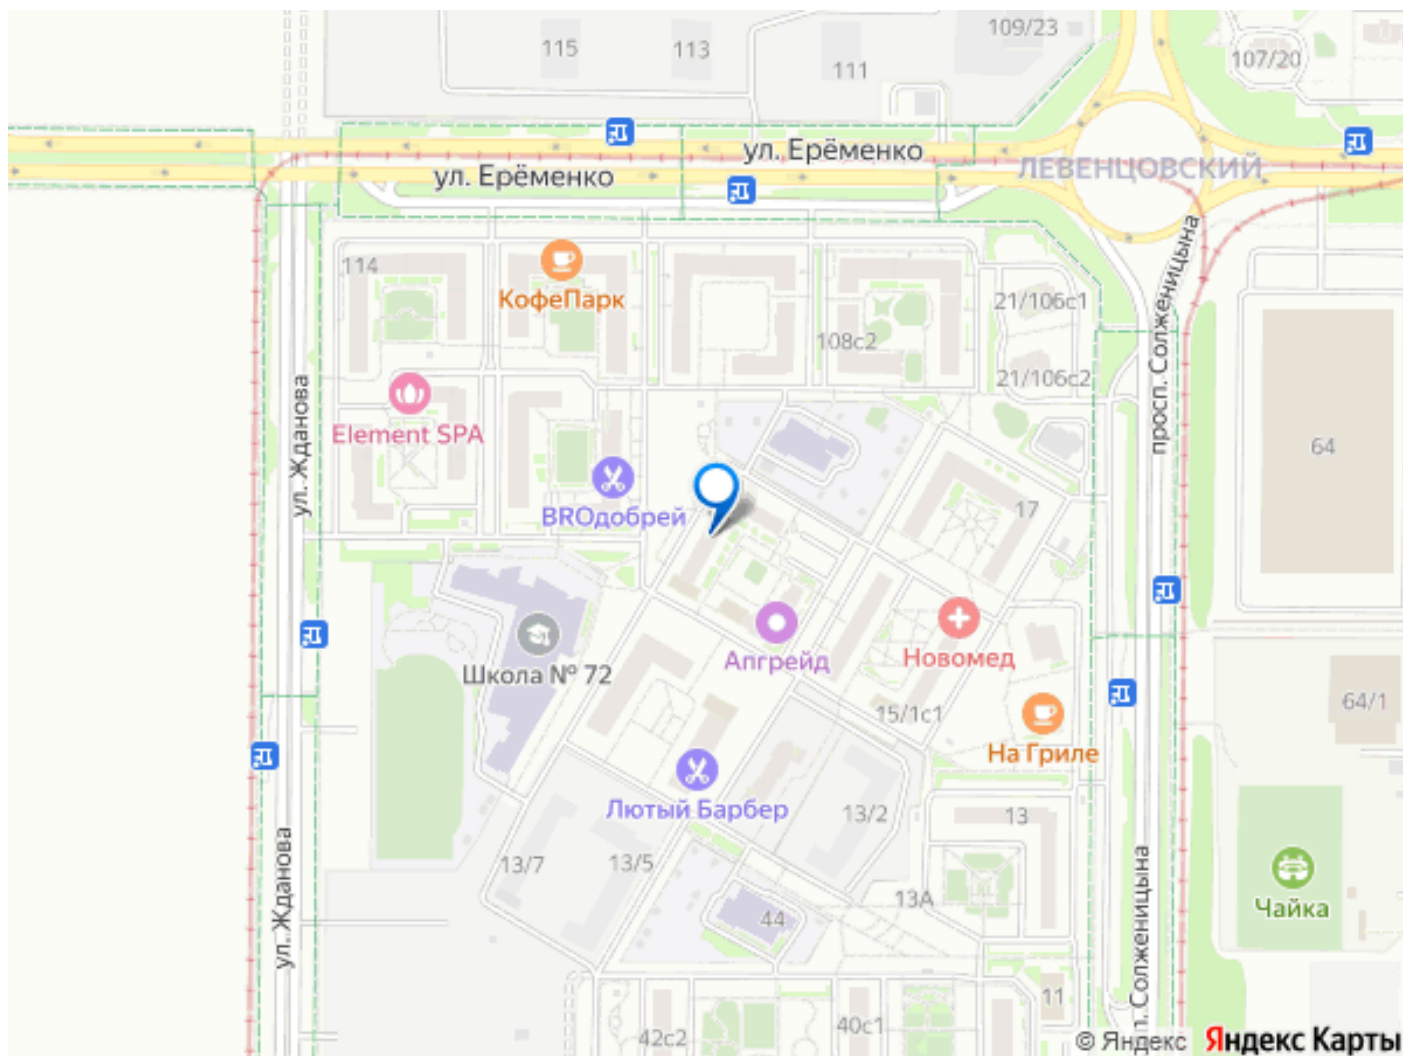 109/23
115
113
111
107/20
ул. Ерёменко
ул. Ерёменко
ЛЕВЕНЦОВСКИЙ
114
КофеПарк
21/106с1
108с2
21/106с2
просп. Солженицына
ул. Жданова
Element SPA
64
BROдобрей
17
Школа № 72
Апгрейд
Новомед
15/1с1
64/1
На Гриле
Лютый Барбер
13/2
13
13/7
13/5
13А
44
Чайка
ул. Жданова
п. Солженицына
11
42с2
40с1
© Яндекс Яндекс Карты